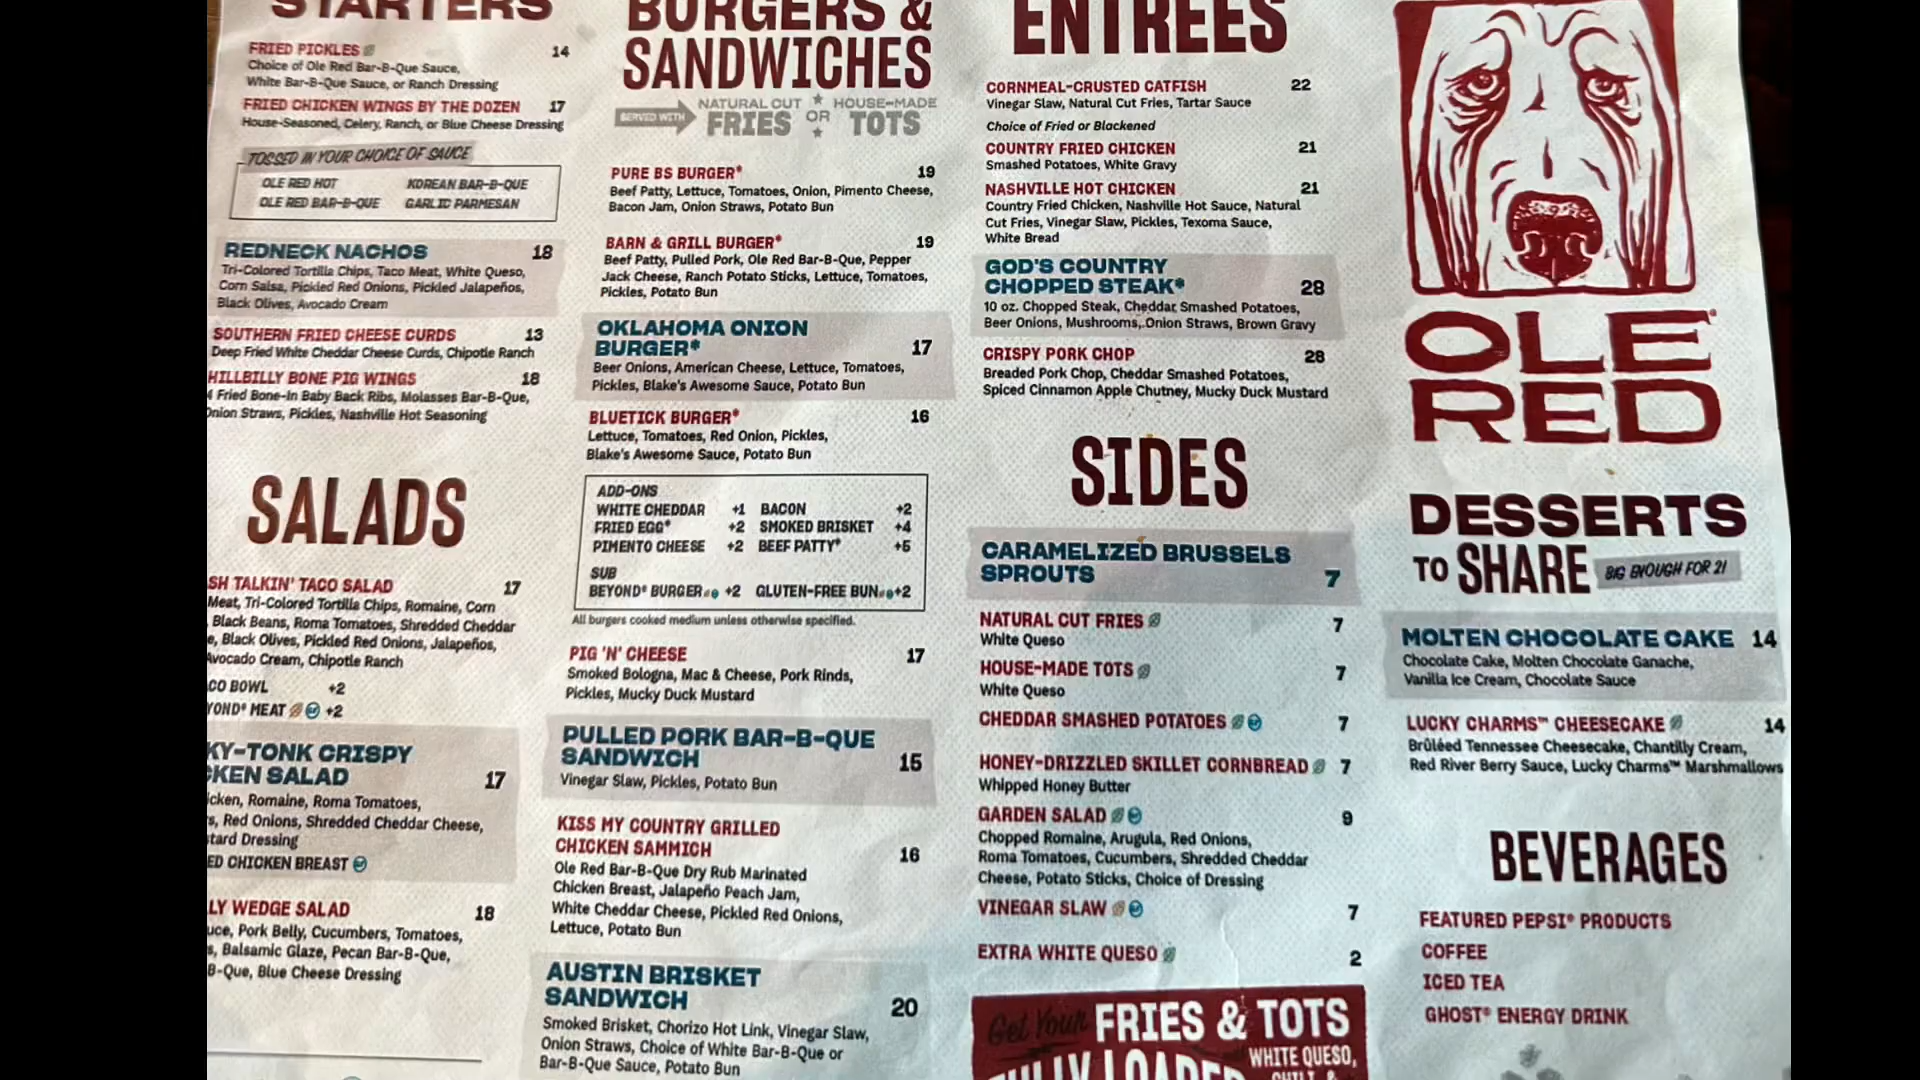 STARTERS
FRIED PICKLES 14
Choice of Ole Red Bar-B-Que Sauce,
White Bar-B-Que Sauce, or Ranch Dressing
FRIED CHICKEN WINGS BY THE DOZEN 17
House-Seasoned, Celery, Ranch, or Blue Cheese Dressing
TOSSED IN YOUR CHOICE OF SAUCE
OLE RED HOT KOREAN BAR-B-QUE
OLE RED BAR-B-QUE GARLIC PARMESAN
REDNECK NACHOS 18
Tri-Colored Tortilla Chips, Taco Meat, White Queso,
Corn Salsa, Pickled Red Onions, Pickled Jalapeños,
Black Olives, Avocado Cream
SOUTHERN FRIED CHEESE CURDS 13
Deep Fried White Cheddar Cheese Curds, Chipotle Ranch
HILLBILLY BONE PIG WINGS 18
4 Fried Bone-In Baby Back Ribs, Molasses Bar-B-Que,
Onion Straws, Pickles, Nashville Hot Seasoning
SALADS
SH TALKIN' TACO SALAD 17
Meat, Tri-Colored Tortilla Chips, Romaine, Corn
, Black Beans, Roma Tomatoes, Shredded Cheddar
e, Black Olives, Pickled Red Onions, Jalapeños,
Avocado Cream, Chipotle Ranch
CO BOWL +2
YOND® MEAT +2
KY-TONK CRISPY
CKEN SALAD 17
icken, Romaine, Roma Tomatoes,
s, Red Onions, Shredded Cheddar Cheese,
tard Dressing
ED CHICKEN BREAST
LY WEDGE SALAD 18
uce, Pork Belly, Cucumbers, Tomatoes,
s, Balsamic Glaze, Pecan Bar-B-Que,
B-Que, Blue Cheese Dressing
BURGERS &
SANDWICHES
SERVED WITH NATURAL CUT FRIES OR HOUSE-MADE TOTS
PURE BS BURGER* 19
Beef Patty, Lettuce, Tomatoes, Onion, Pimento Cheese,
Bacon Jam, Onion Straws, Potato Bun
BARN & GRILL BURGER* 19
Beef Patty, Pulled Pork, Ole Red Bar-B-Que, Pepper
Jack Cheese, Ranch Potato Sticks, Lettuce, Tomatoes,
Pickles, Potato Bun
OKLAHOMA ONION
BURGER* 17
Beer Onions, American Cheese, Lettuce, Tomatoes,
Pickles, Blake's Awesome Sauce, Potato Bun
BLUETICK BURGER* 16
Lettuce, Tomatoes, Red Onion, Pickles,
Blake's Awesome Sauce, Potato Bun
ADD-ONS
WHITE CHEDDAR +1 BACON +2
FRIED EGG* +2 SMOKED BRISKET +4
PIMENTO CHEESE +2 BEEF PATTY* +5
SUB
BEYOND® BURGER +2 GLUTEN-FREE BUN +2
All burgers cooked medium unless otherwise specified.
PIG 'N' CHEESE 17
Smoked Bologna, Mac & Cheese, Pork Rinds,
Pickles, Mucky Duck Mustard
PULLED PORK BAR-B-QUE
SANDWICH 15
Vinegar Slaw, Pickles, Potato Bun
KISS MY COUNTRY GRILLED
CHICKEN SAMMICH 16
Ole Red Bar-B-Que Dry Rub Marinated
Chicken Breast, Jalapeño Peach Jam,
White Cheddar Cheese, Pickled Red Onions,
Lettuce, Potato Bun
AUSTIN BRISKET
SANDWICH 20
Smoked Brisket, Chorizo Hot Link, Vinegar Slaw,
Onion Straws, Choice of White Bar-B-Que or
Bar-B-Que Sauce, Potato Bun
ENTREES
CORNMEAL-CRUSTED CATFISH 22
Vinegar Slaw, Natural Cut Fries, Tartar Sauce
Choice of Fried or Blackened
COUNTRY FRIED CHICKEN 21
Smashed Potatoes, White Gravy
NASHVILLE HOT CHICKEN 21
Country Fried Chicken, Nashville Hot Sauce, Natural
Cut Fries, Vinegar Slaw, Pickles, Texoma Sauce,
White Bread
GOD'S COUNTRY
CHOPPED STEAK* 28
10 oz. Chopped Steak, Cheddar Smashed Potatoes,
Beer Onions, Mushrooms, Onion Straws, Brown Gravy
CRISPY PORK CHOP 28
Breaded Pork Chop, Cheddar Smashed Potatoes,
Spiced Cinnamon Apple Chutney, Mucky Duck Mustard
SIDES
CARAMELIZED BRUSSELS
SPROUTS 7
NATURAL CUT FRIES 7
White Queso
HOUSE-MADE TOTS 7
White Queso
CHEDDAR SMASHED POTATOES 7
HONEY-DRIZZLED SKILLET CORNBREAD 7
Whipped Honey Butter
GARDEN SALAD 9
Chopped Romaine, Arugula, Red Onions,
Roma Tomatoes, Cucumbers, Shredded Cheddar
Cheese, Potato Sticks, Choice of Dressing
VINEGAR SLAW 7
EXTRA WHITE QUESO 2
Get Your FRIES & TOTS
FULLY LOADED WHITE QUESO,
CHILI, &
OLE
RED
DESSERTS
TO SHARE BIG ENOUGH FOR 2!
MOLTEN CHOCOLATE CAKE 14
Chocolate Cake, Molten Chocolate Ganache,
Vanilla Ice Cream, Chocolate Sauce
LUCKY CHARMS™ CHEESECAKE 14
Brûléed Tennessee Cheesecake, Chantilly Cream,
Red River Berry Sauce, Lucky Charms™ Marshmallows
BEVERAGES
FEATURED PEPSI® PRODUCTS
COFFEE
ICED TEA
GHOST® ENERGY DRINK